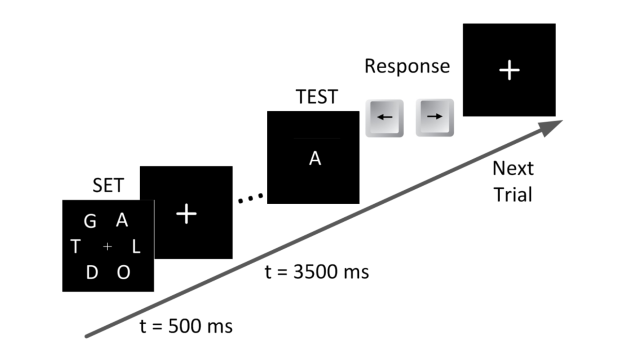 SET
G A
T + L
D O
+
TEST
A
Response
← →
+
Next
Trial
t = 3500 ms
t = 500 ms